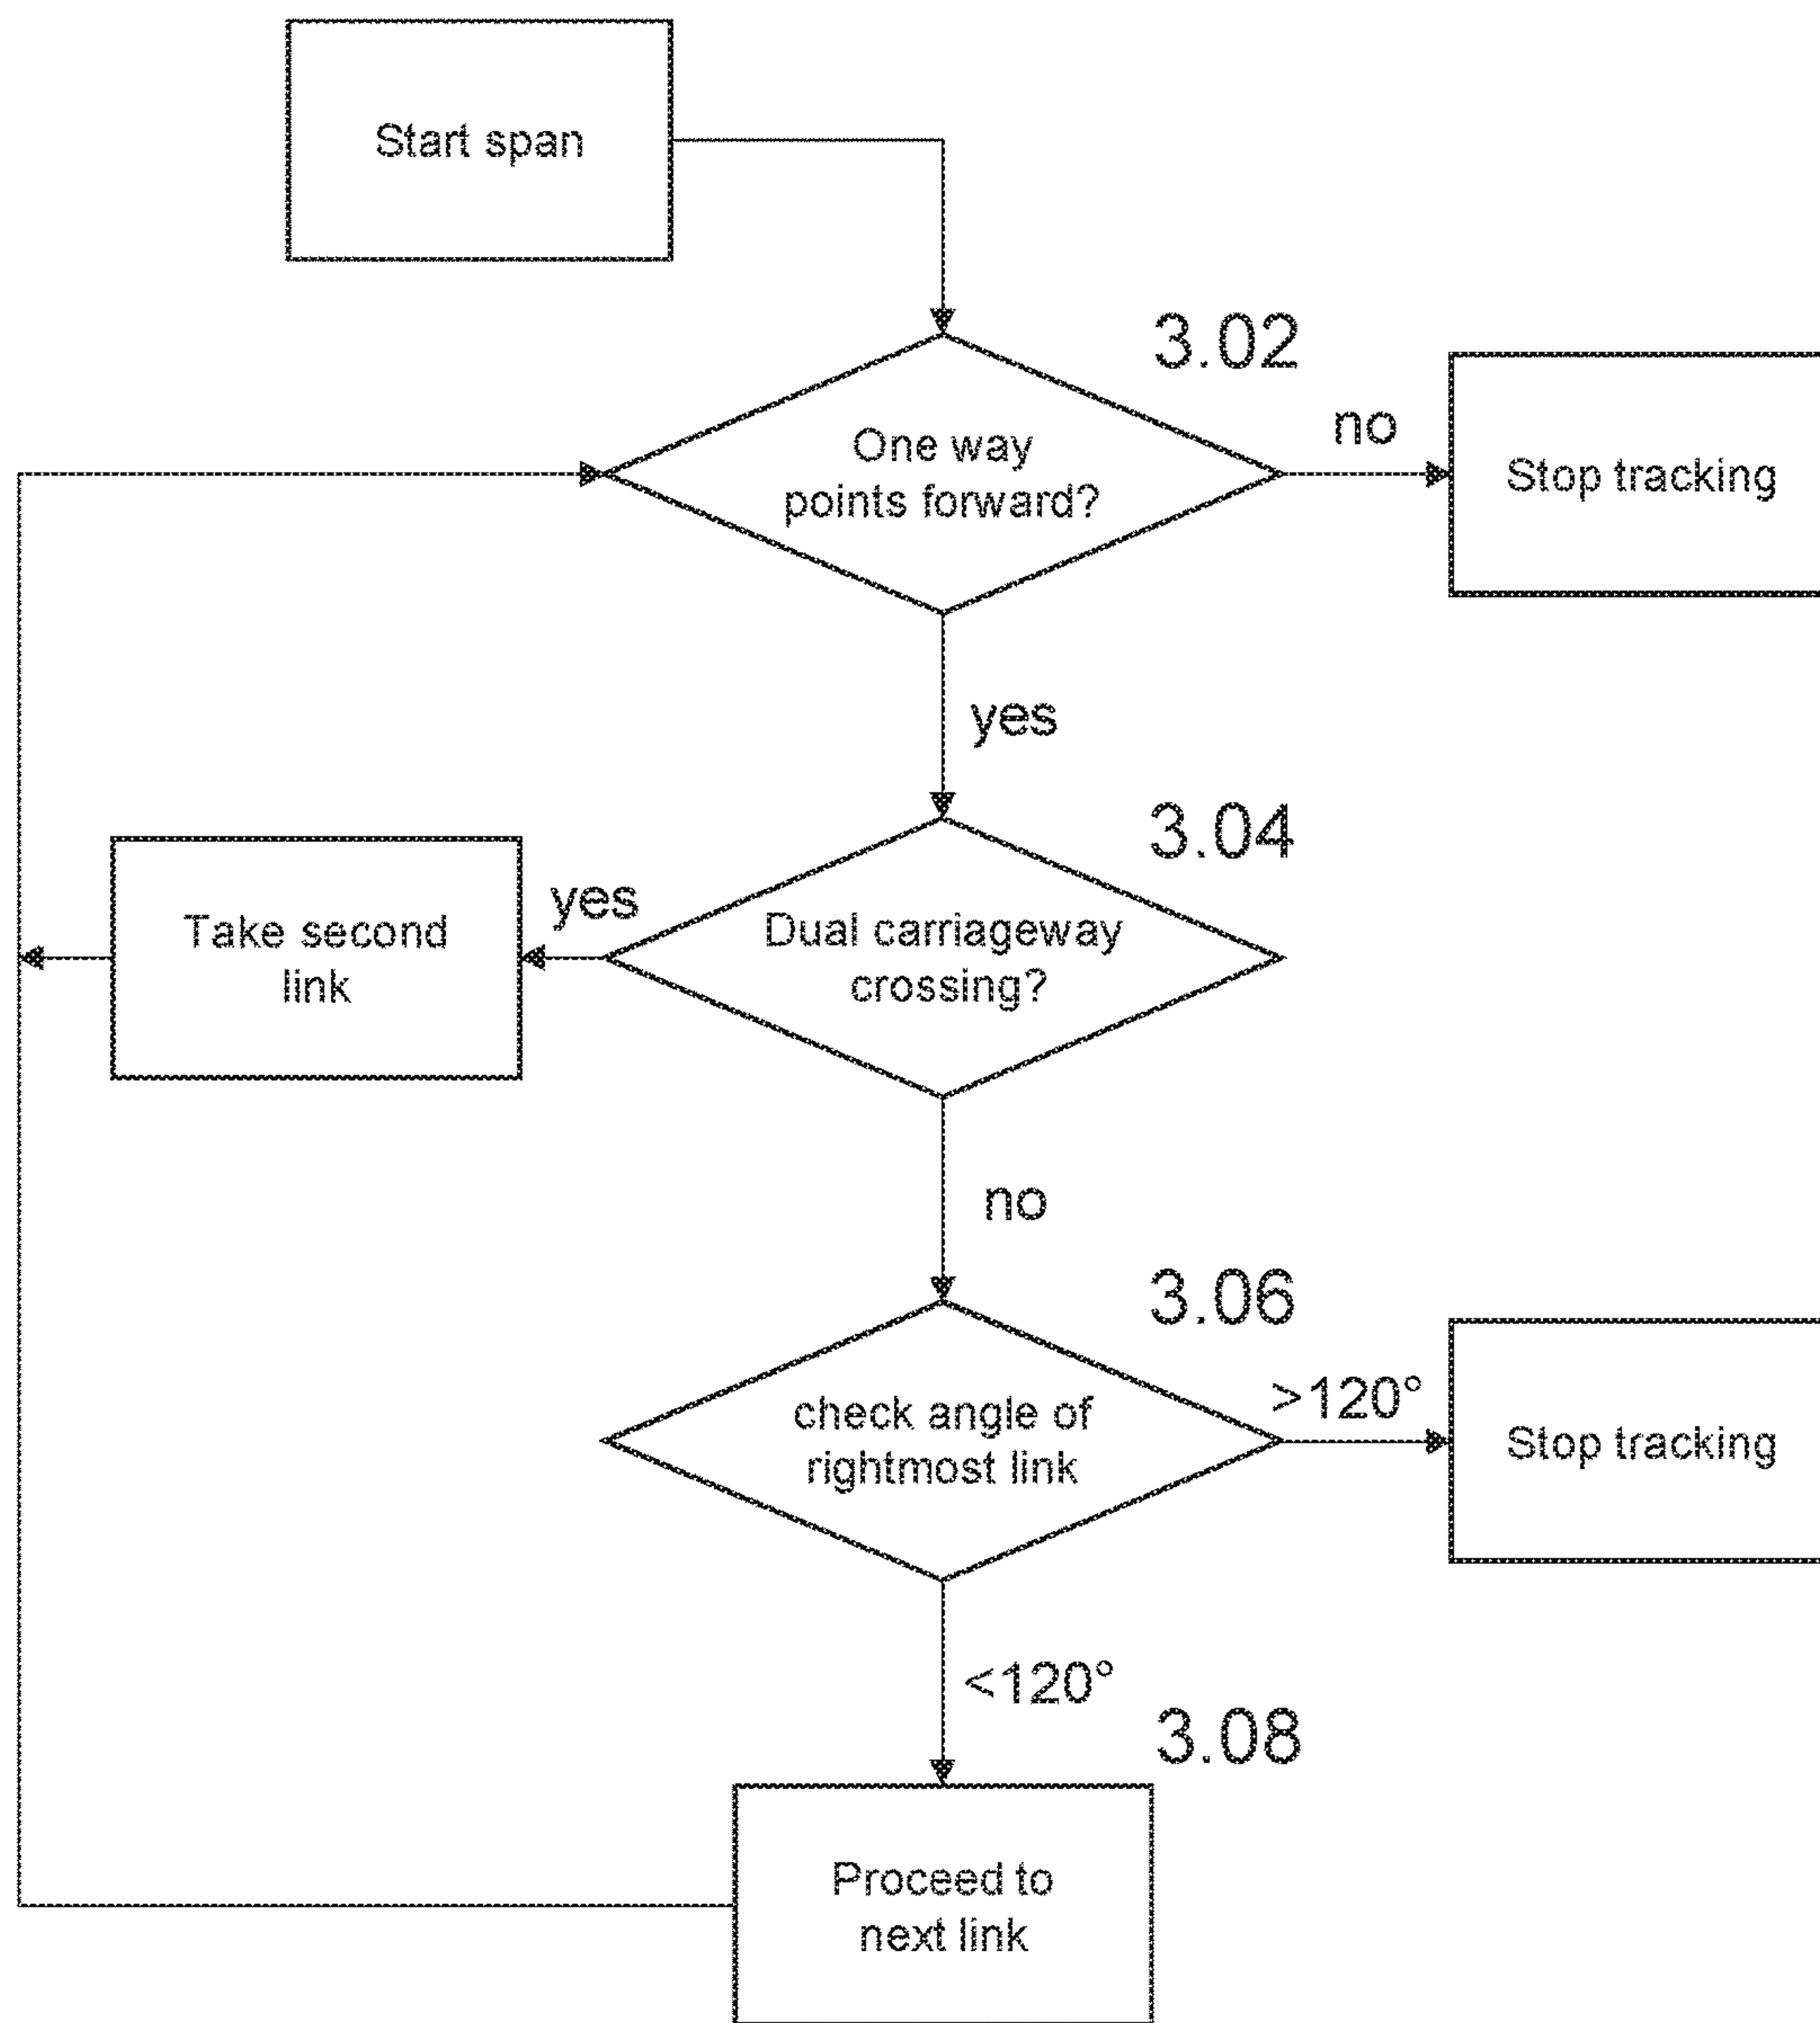 Start span
3.02
One way
points forward?
no
Stop tracking
yes
3.04
Dual carriageway
crossing?
yes
Take second
link
no
3.06
check angle of
rightmost link
>120°
Stop tracking
<120°
3.08
Proceed to
next link